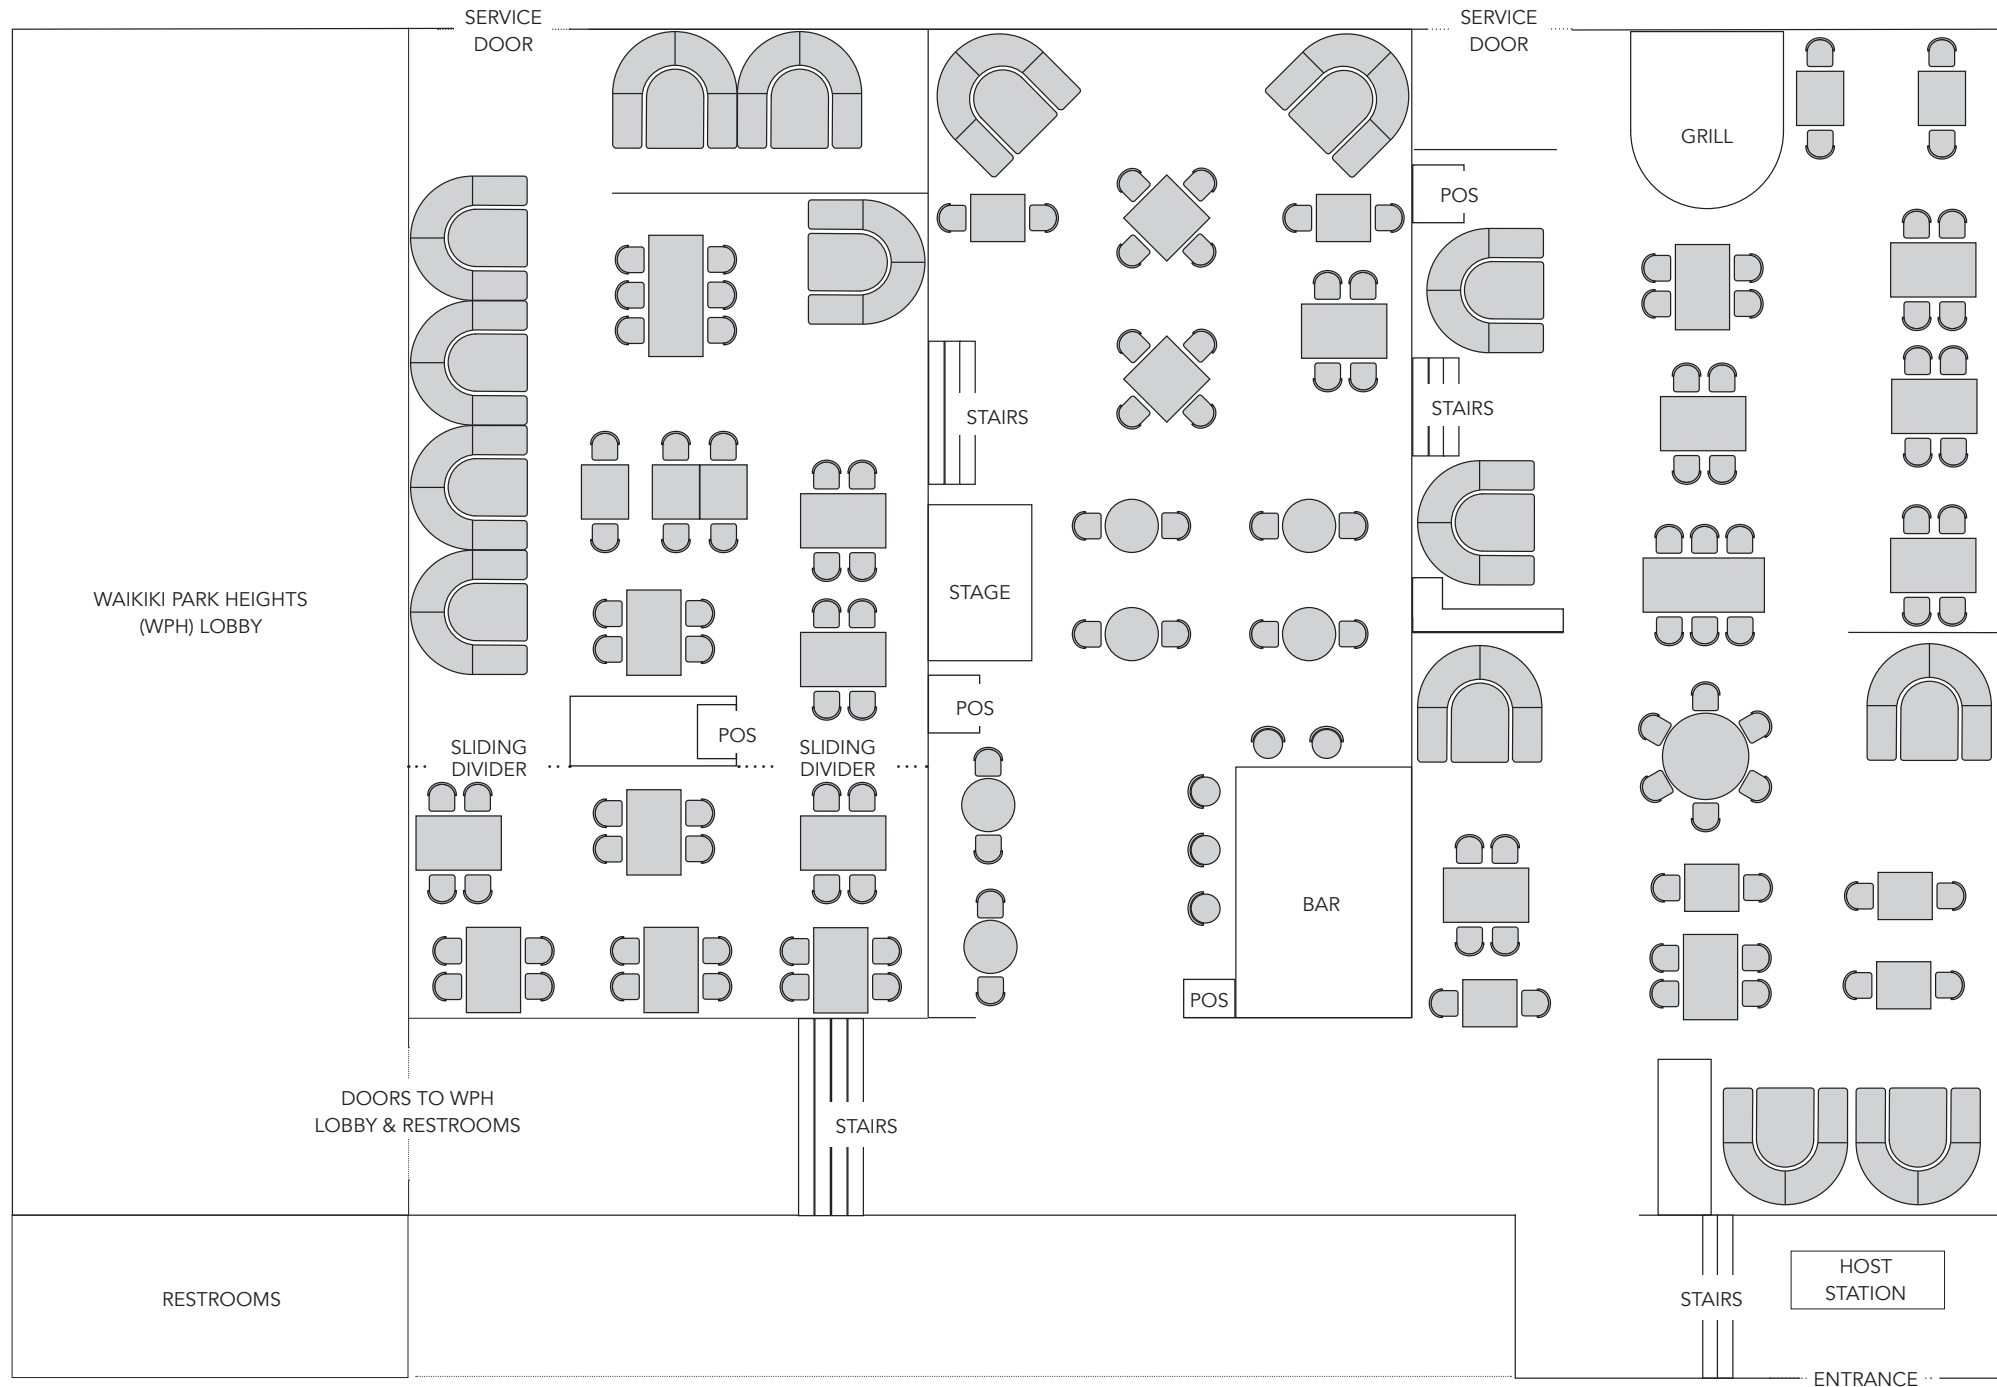 SERVICE
DOOR
SERVICE
DOOR
GRILL
POS
STAIRS
STAIRS
WAIKIKI PARK HEIGHTS
(WPH) LOBBY
STAGE
POS
POS
SLIDING
DIVIDER
SLIDING
DIVIDER
BAR
POS
DOORS TO WPH
LOBBY & RESTROOMS
STAIRS
RESTROOMS
STAIRS
HOST
STATION
ENTRANCE